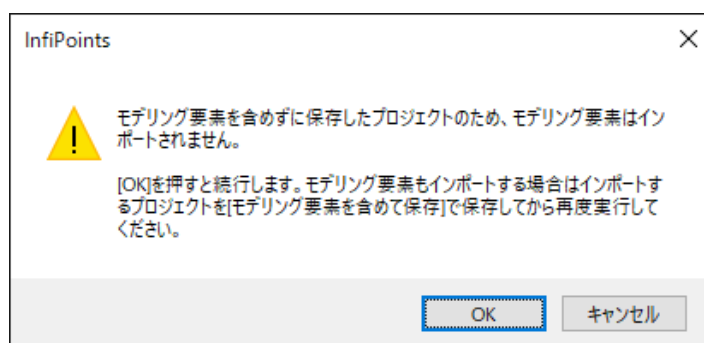 InfiPoints
モデリング要素を含めずに保存したプロジェクトのため、モデリング要素はイン
ポートされません。
[OK]を押すと続行します。モデリング要素もインポートする場合はインポートす
るプロジェクトを[モデリング要素を含めて保存]で保存してから再度実行して
ください。
OK
キャンセル